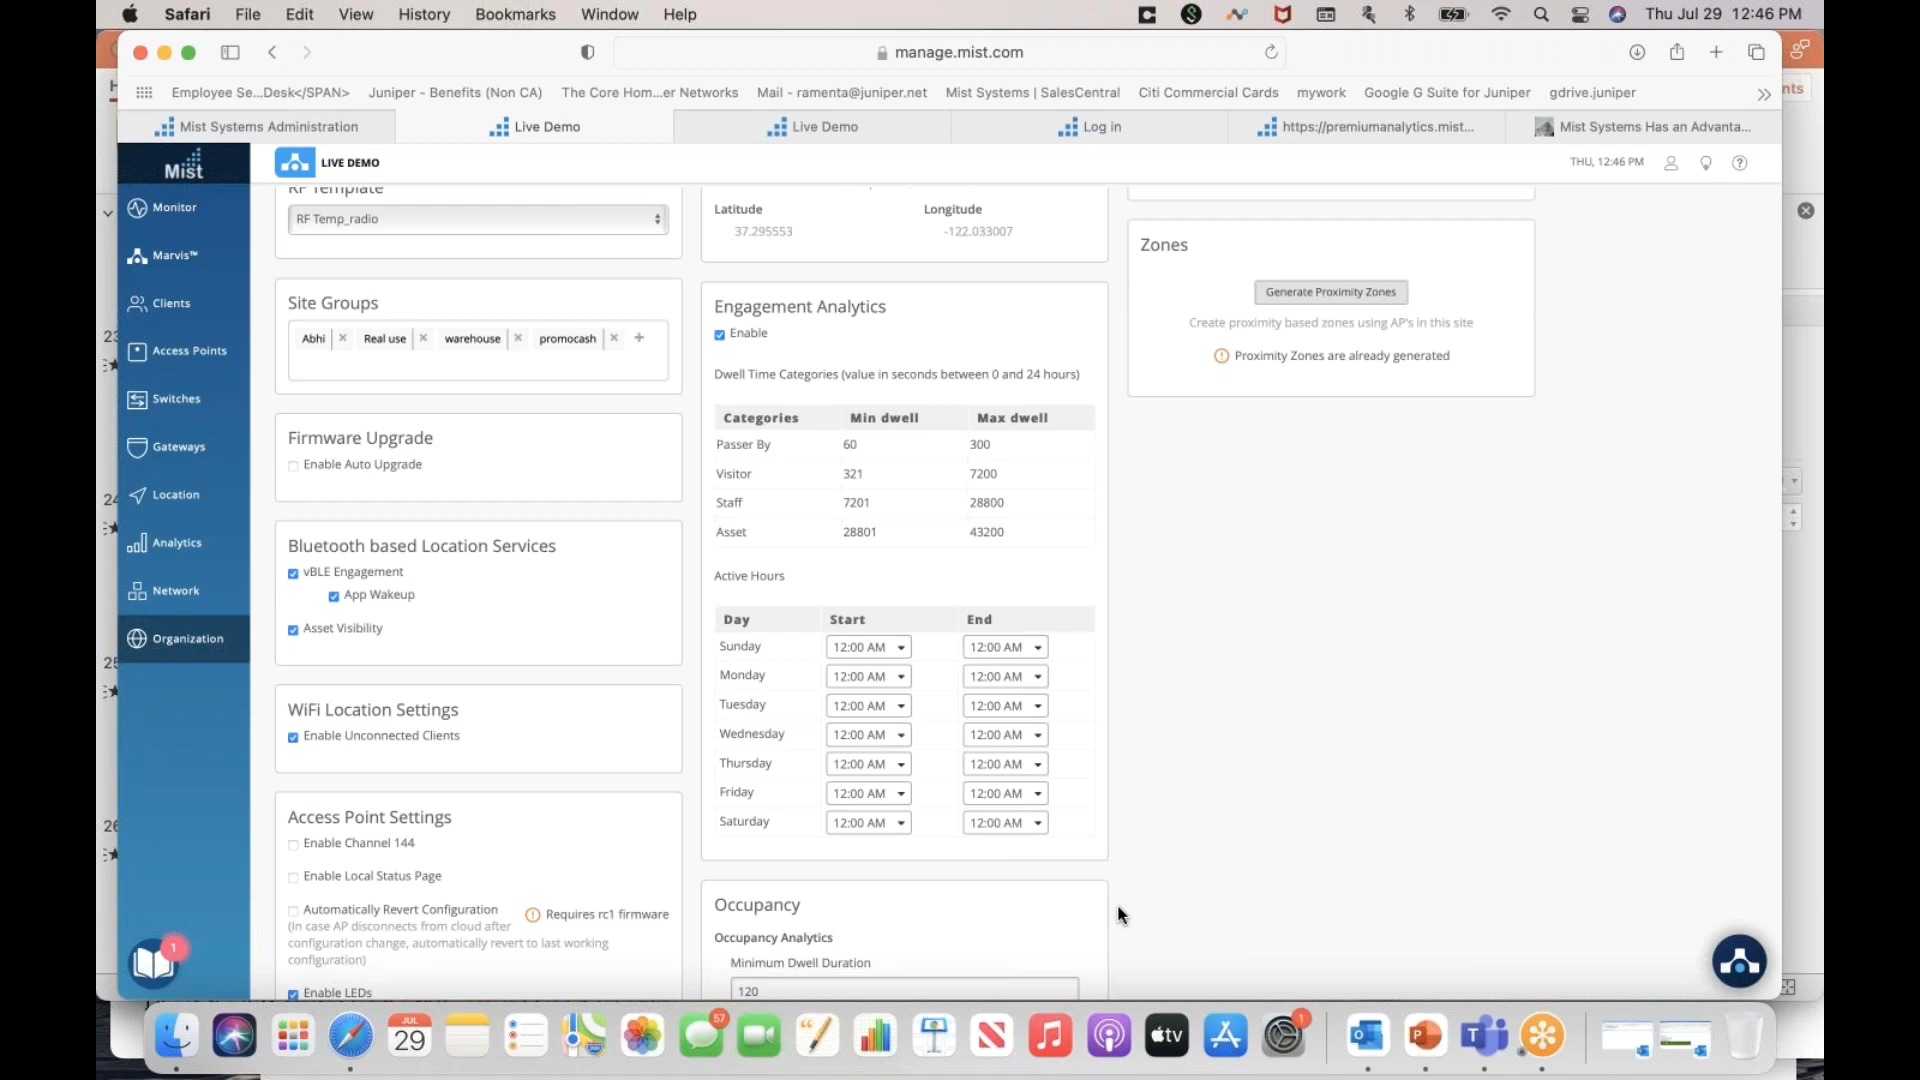 Safari File Edit View History Bookmarks Window Help Thu Jul 29 12:46 PM
manage.mist.com
Employee Se...Desk</SPAN> Juniper - Benefits (Non CA) The Core Hom...er Networks Mail - ramenta@juniper.net Mist Systems | SalesCentral Citi Commercial Cards mywork Google G Suite for Juniper gdrive.juniper
Mist Systems Administration Live Demo Live Demo Log in https://premiumanalytics.mist... Mist Systems Has an Advanta...
Mist
LIVE DEMO
THU, 12:46 PM
Monitor
Marvis™
Clients
Access Points
Switches
Gateways
Location
Analytics
Network
Organization
1
RF Template
RF Temp_radio
Site Groups
Abhi × Real use × warehouse × promocash × +
Firmware Upgrade
Enable Auto Upgrade
Bluetooth based Location Services
vBLE Engagement
App Wakeup
Asset Visibility
WiFi Location Settings
Enable Unconnected Clients
Access Point Settings
Enable Channel 144
Enable Local Status Page
Automatically Revert Configuration Requires rc1 firmware
(In case AP disconnects from cloud after
configuration change, automatically revert to last working
configuration)
Enable LEDs
Latitude Longitude
37.295553 -122.033007
Engagement Analytics
Enable
Dwell Time Categories (value in seconds between 0 and 24 hours)
Categories Min dwell Max dwell
Passer By 60 300
Visitor 321 7200
Staff 7201 28800
Asset 28801 43200
Active Hours
Day Start End
Sunday 12:00 AM 12:00 AM
Monday 12:00 AM 12:00 AM
Tuesday 12:00 AM 12:00 AM
Wednesday 12:00 AM 12:00 AM
Thursday 12:00 AM 12:00 AM
Friday 12:00 AM 12:00 AM
Saturday 12:00 AM 12:00 AM
Occupancy
Occupancy Analytics
Minimum Dwell Duration
120
Zones
Generate Proximity Zones
Create proximity based zones using AP's in this site
Proximity Zones are already generated
23
24
25
26
nts
JUL
29
57
tv
1